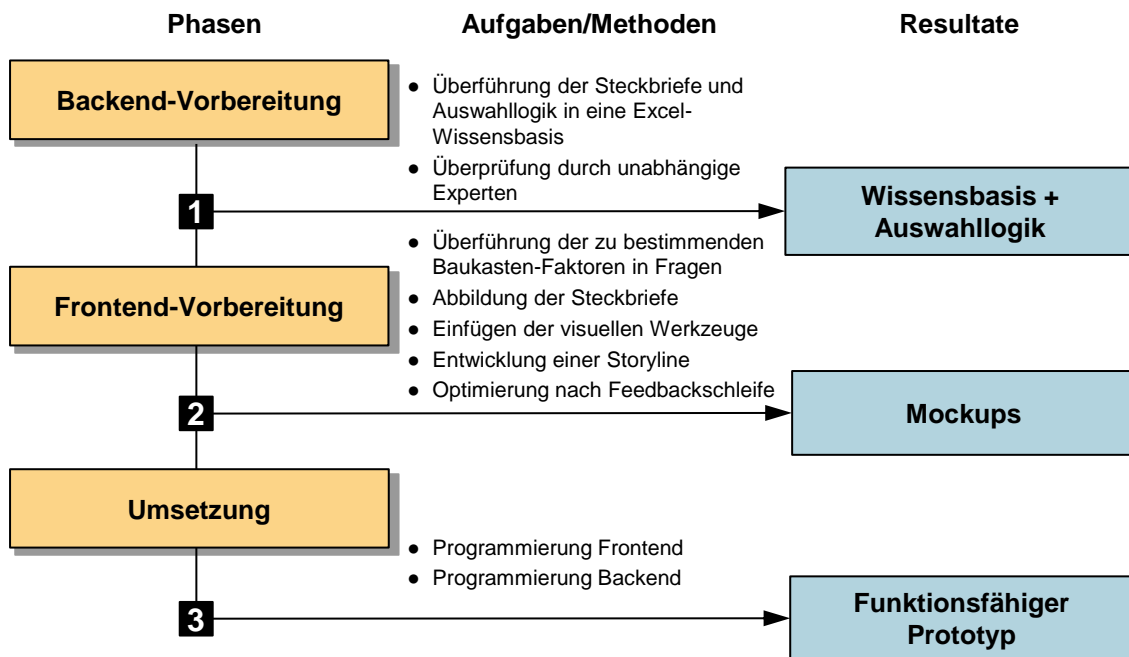 Phasen
Aufgaben/Methoden
Resultate
Backend-Vorbereitung
● Überführung der Steckbriefe und
Auswahllogik in eine Excel-
Wissensbasis
● Überprüfung durch unabhängige
Experten
1
Wissensbasis +
Auswahllogik
Frontend-Vorbereitung
● Überführung der zu bestimmenden
Baukasten-Faktoren in Fragen
● Abbildung der Steckbriefe
● Einfügen der visuellen Werkzeuge
● Entwicklung einer Storyline
● Optimierung nach Feedbackschleife
2
Mockups
Umsetzung
● Programmierung Frontend
● Programmierung Backend
3
Funktionsfähiger
Prototyp